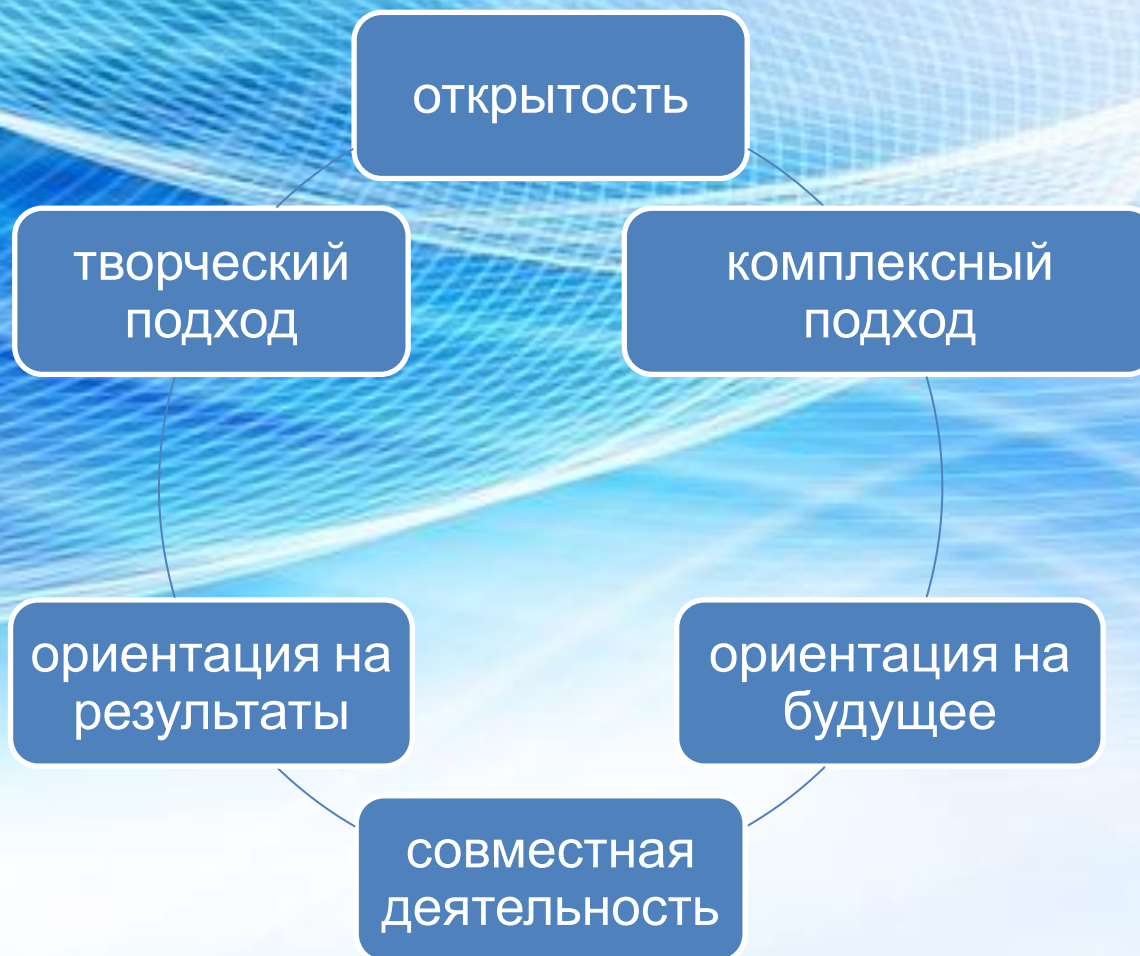 открытость
творческий
подход
комплексный
подход
ориентация на
результаты
ориентация на
будущее
совместная
деятельность